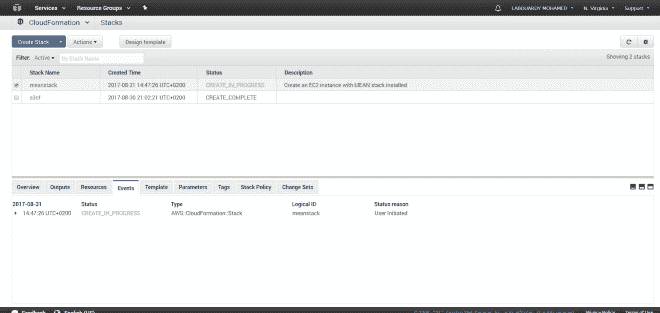 Services Resource Groups LABOUARDY MOHAMED N. Virginia Support
CloudFormation Stacks
Create Stack Actions Design template
Filter: Active By Stack Name Showing 2 stacks
Stack Name Created Time Status Description
meanstack 2017-08-31 14:47:26 UTC+0200 CREATE_IN_PROGRESS Create an EC2 instance with MEAN stack installed
2017-08-30 21:02:21 UTC+0200 CREATE_COMPLETE
Overview Outputs Resources Events Template Parameters Tags Stack Policy Change Sets
2017-08-31 Status Type Logical ID Status reason
14:47:26 UTC+0200 CREATE_IN_PROGRESS AWS::CloudFormation::Stack meanstack User Initiated
Feedback English (US) Privacy Policy Terms of Use